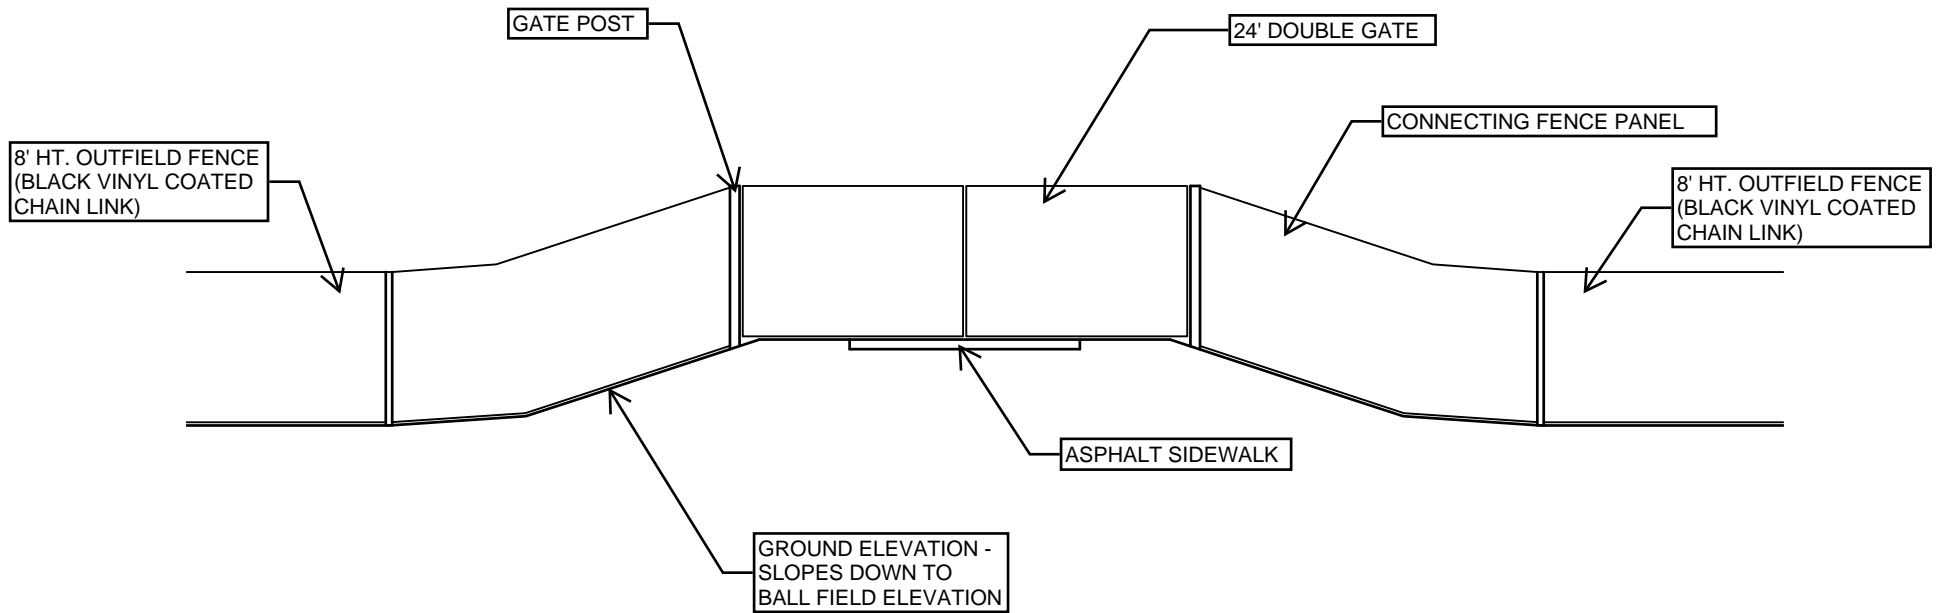 GATE POST
24' DOUBLE GATE
CONNECTING FENCE PANEL
8' HT. OUTFIELD FENCE
(BLACK VINYL COATED
CHAIN LINK)
8' HT. OUTFIELD FENCE
(BLACK VINYL COATED
CHAIN LINK)
ASPHALT SIDEWALK
GROUND ELEVATION -
SLOPES DOWN TO
BALL FIELD ELEVATION